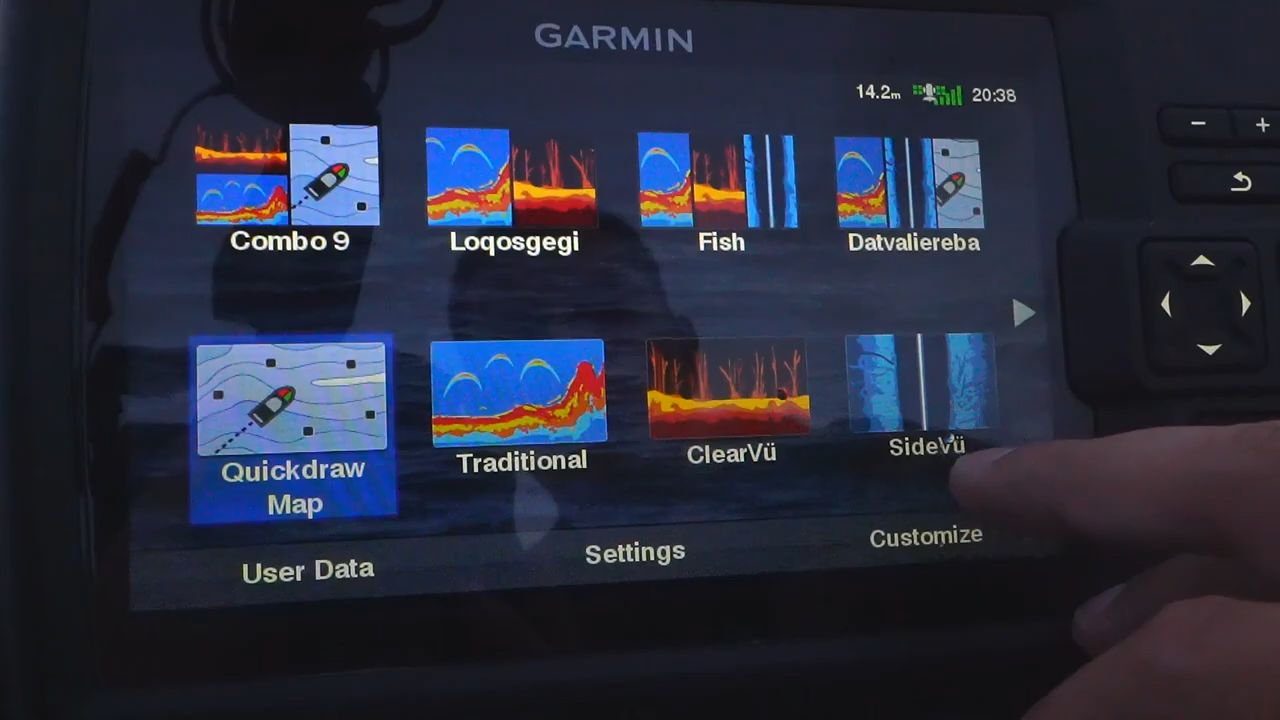 GARMIN
14.2m 20:38
Combo 9 Loqosgegi Fish Datvaliereba
Quickdraw Map Traditional ClearVü SideVü
User Data Settings Customize
- +